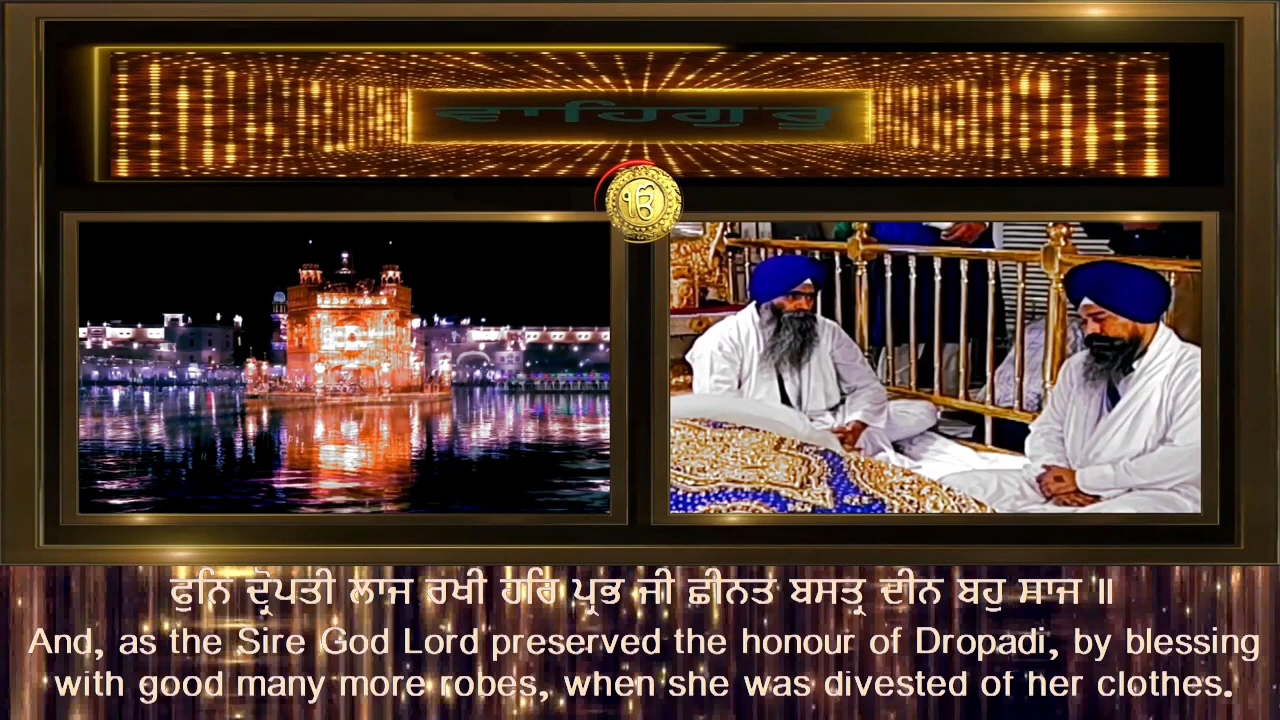 ਵਾਹਿਗੁਰੂ
ੴ
ਫੁਨਿ ਦ੍ਰੋਪਤੀ ਲਾਜ ਰਖੀ ਹਰਿ ਪ੍ਰਭ ਜੀ ਛੀਨਤ ਬਸਤ੍ਰ ਦੀਨ ਬਹੁ ਸਾਜ ॥
And, as the Sire God Lord preserved the honour of Dropadi, by blessing
with good many more robes, when she was divested of her clothes.